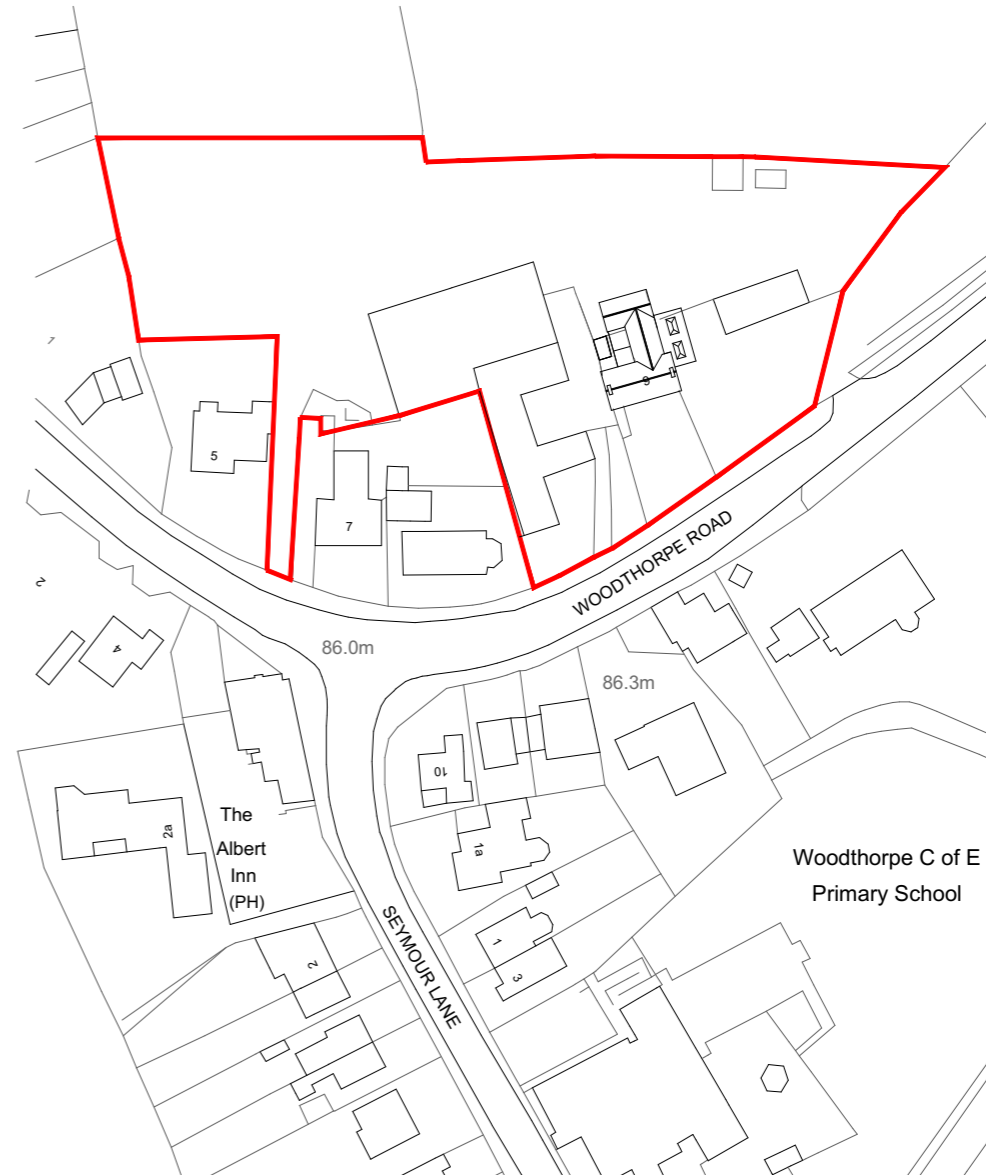 1
5
7
9
WOODTHORPE ROAD
2
4
86.0m
86.3m
10
The
Albert
Inn
(PH)
2a
1a
Woodthorpe C of E
Primary School
SEYMOUR LANE
1
3
2